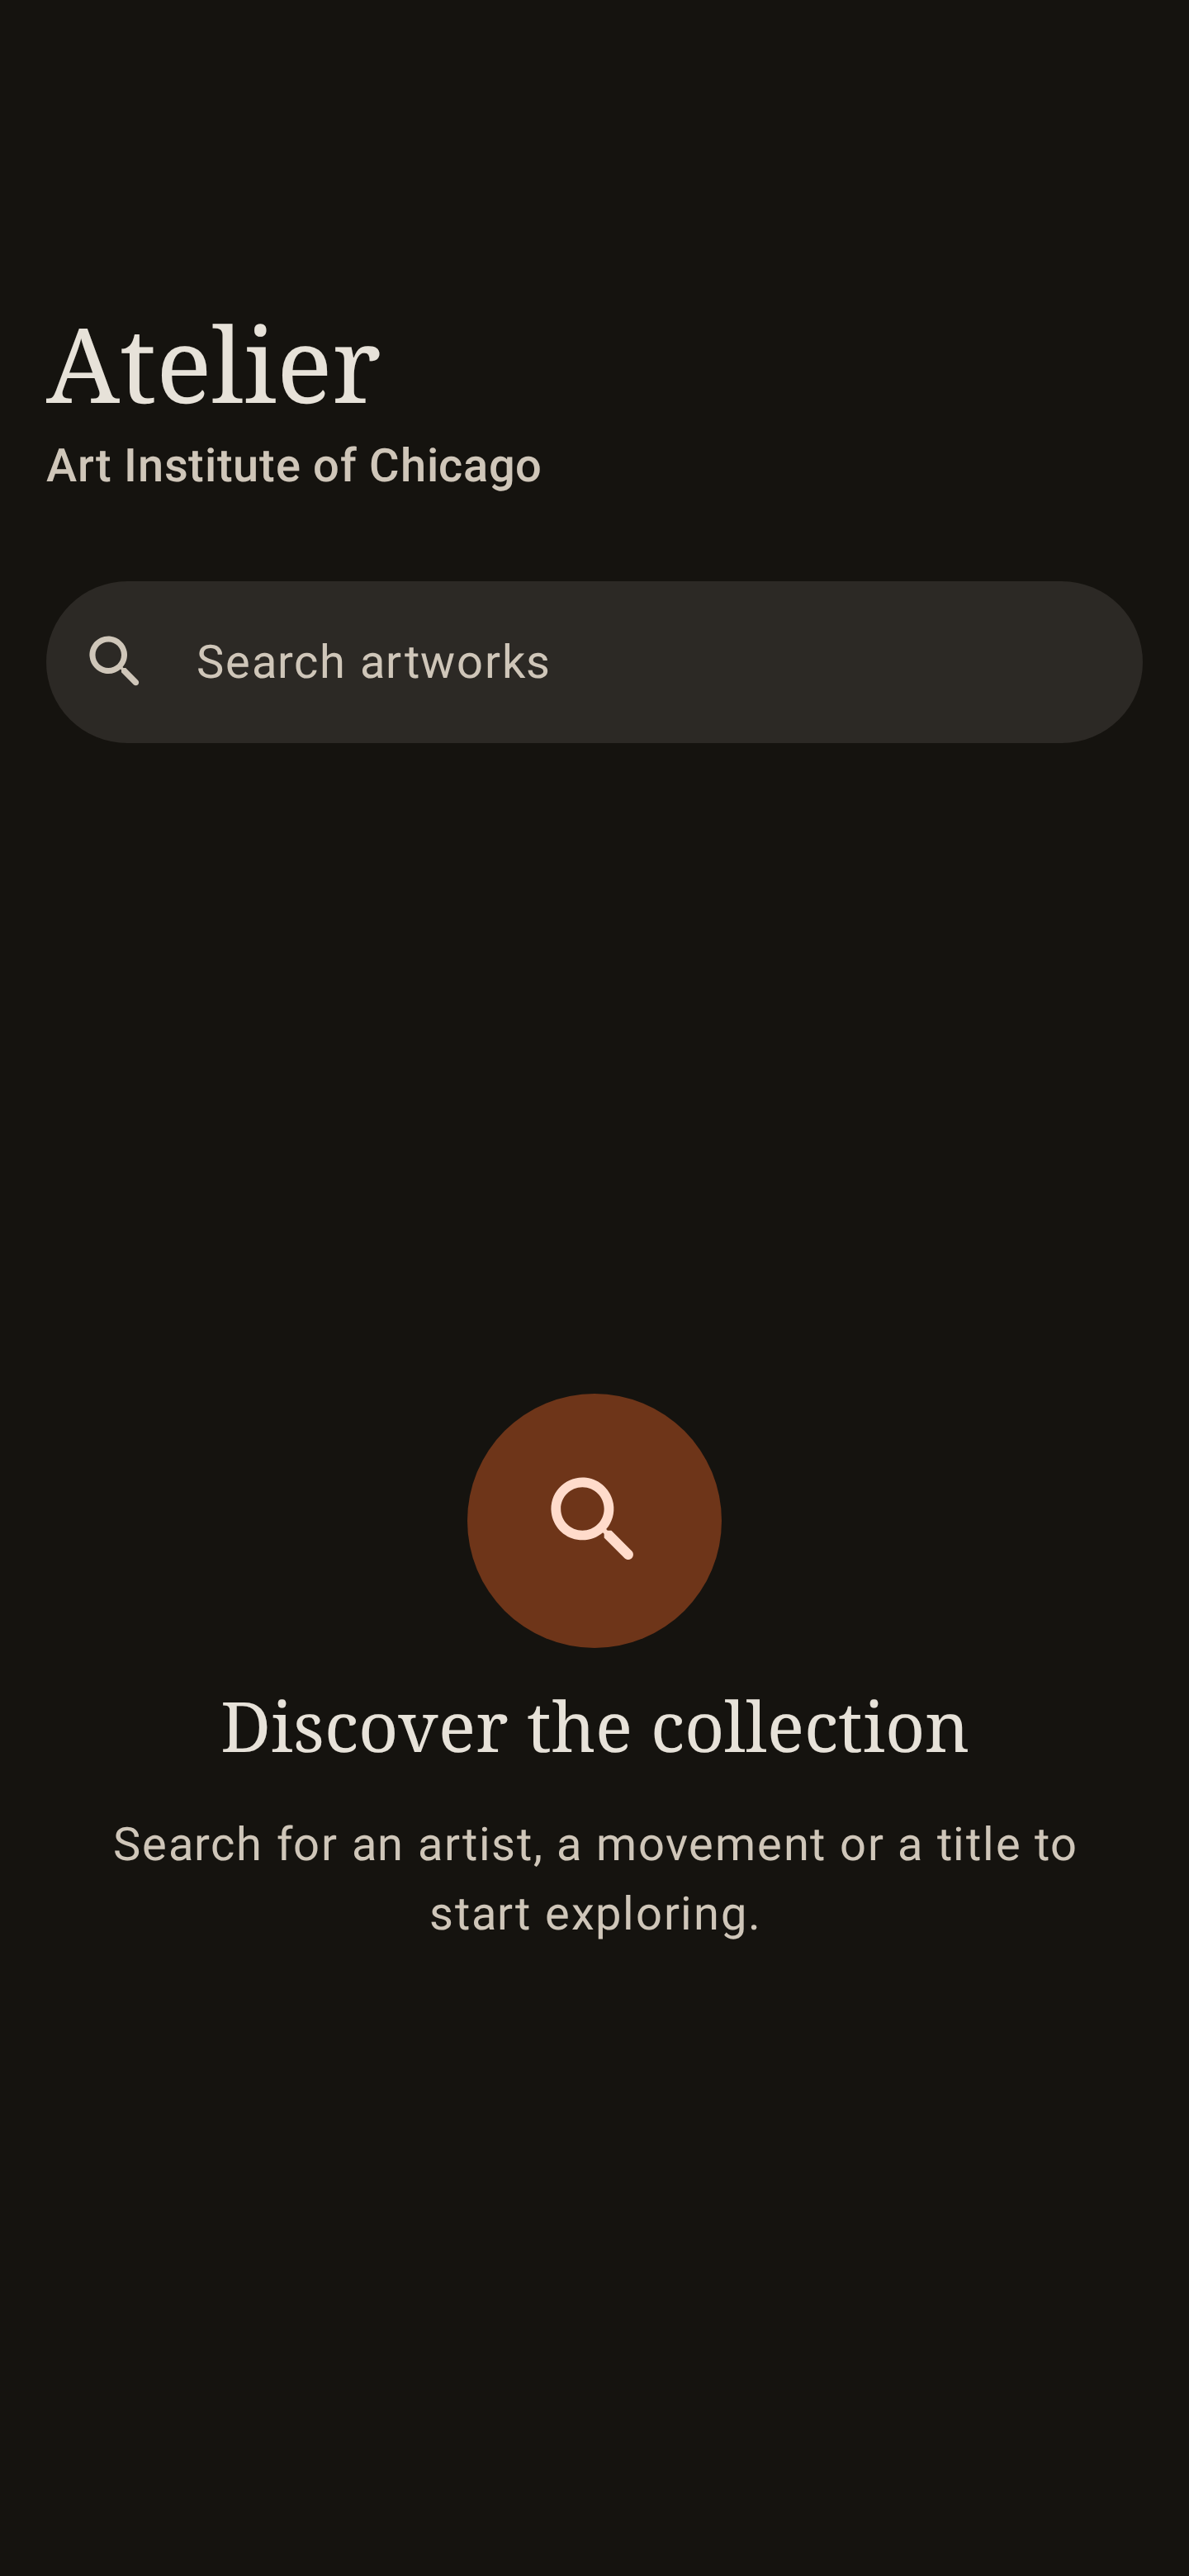 Atelier
Art Institute of Chicago
Search artworks
Discover the collection
Search for an artist, a movement or a title to
start exploring.